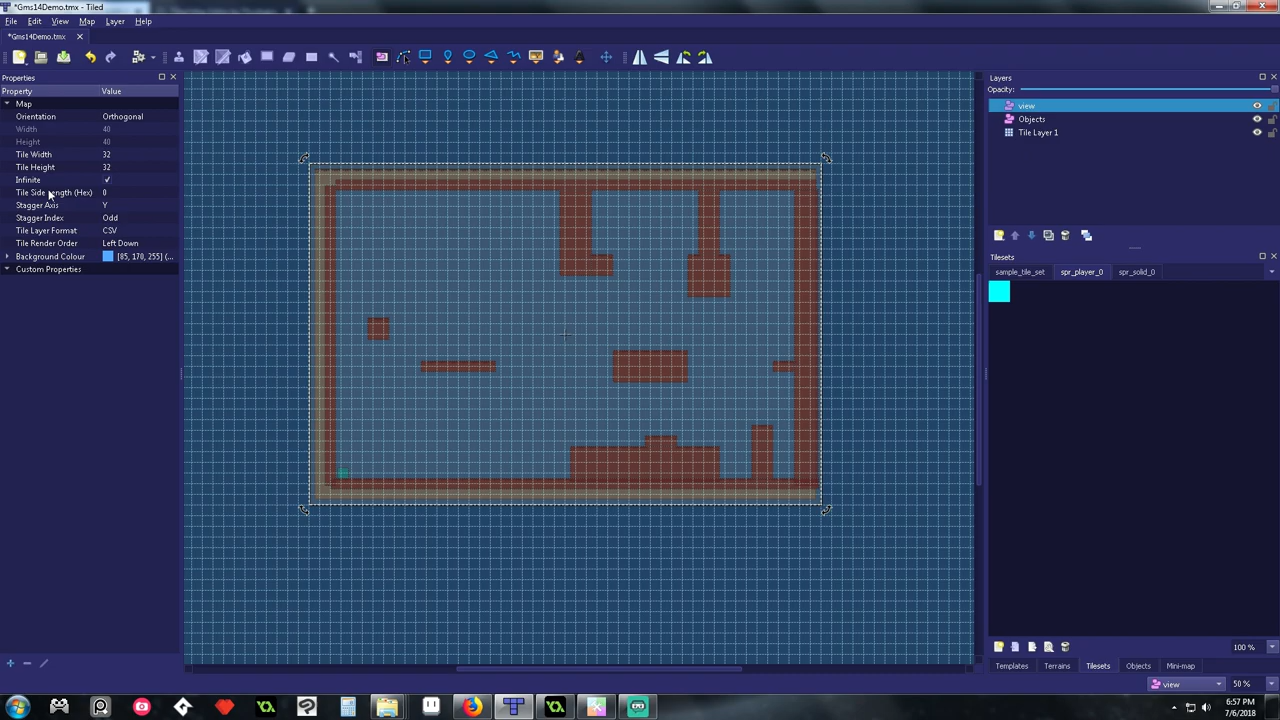 *Gms14Demo.tmx - Tiled
File Edit View Map Layer Help
*Gms14Demo.tmx
Properties
Property Value
Map
Orientation Orthogonal
Width 40
Height 40
Tile Width 32
Tile Height 32
Infinite
Tile Side Length (Hex) 0
Stagger Axis Y
Stagger Index Odd
Tile Layer Format CSV
Tile Render Order Left Down
Background Colour [85, 170, 255] (...
Custom Properties
Layers
Opacity:
view
Objects
Tile Layer 1
Tilesets
sample_tile_set spr_player_0 spr_solid_0
100 %
Templates Terrains Tilesets Objects Mini-map
view 50 %
6:57 PM
7/6/2018